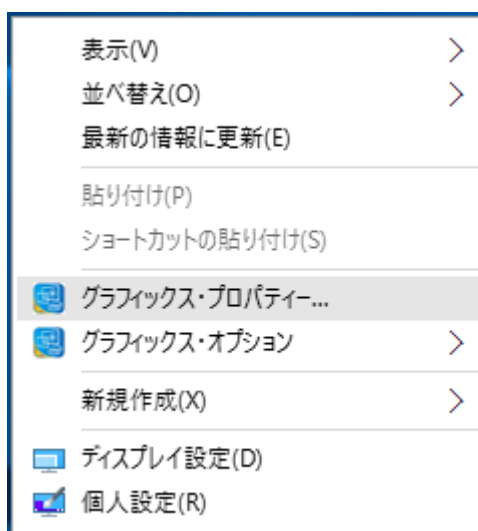 表示(V)
並べ替え(O)
最新の情報に更新(E)
貼り付け(P)
ショートカットの貼り付け(S)
グラフィックス・プロパティー...
グラフィックス・オプション
新規作成(X)
ディスプレイ設定(D)
個人設定(R)